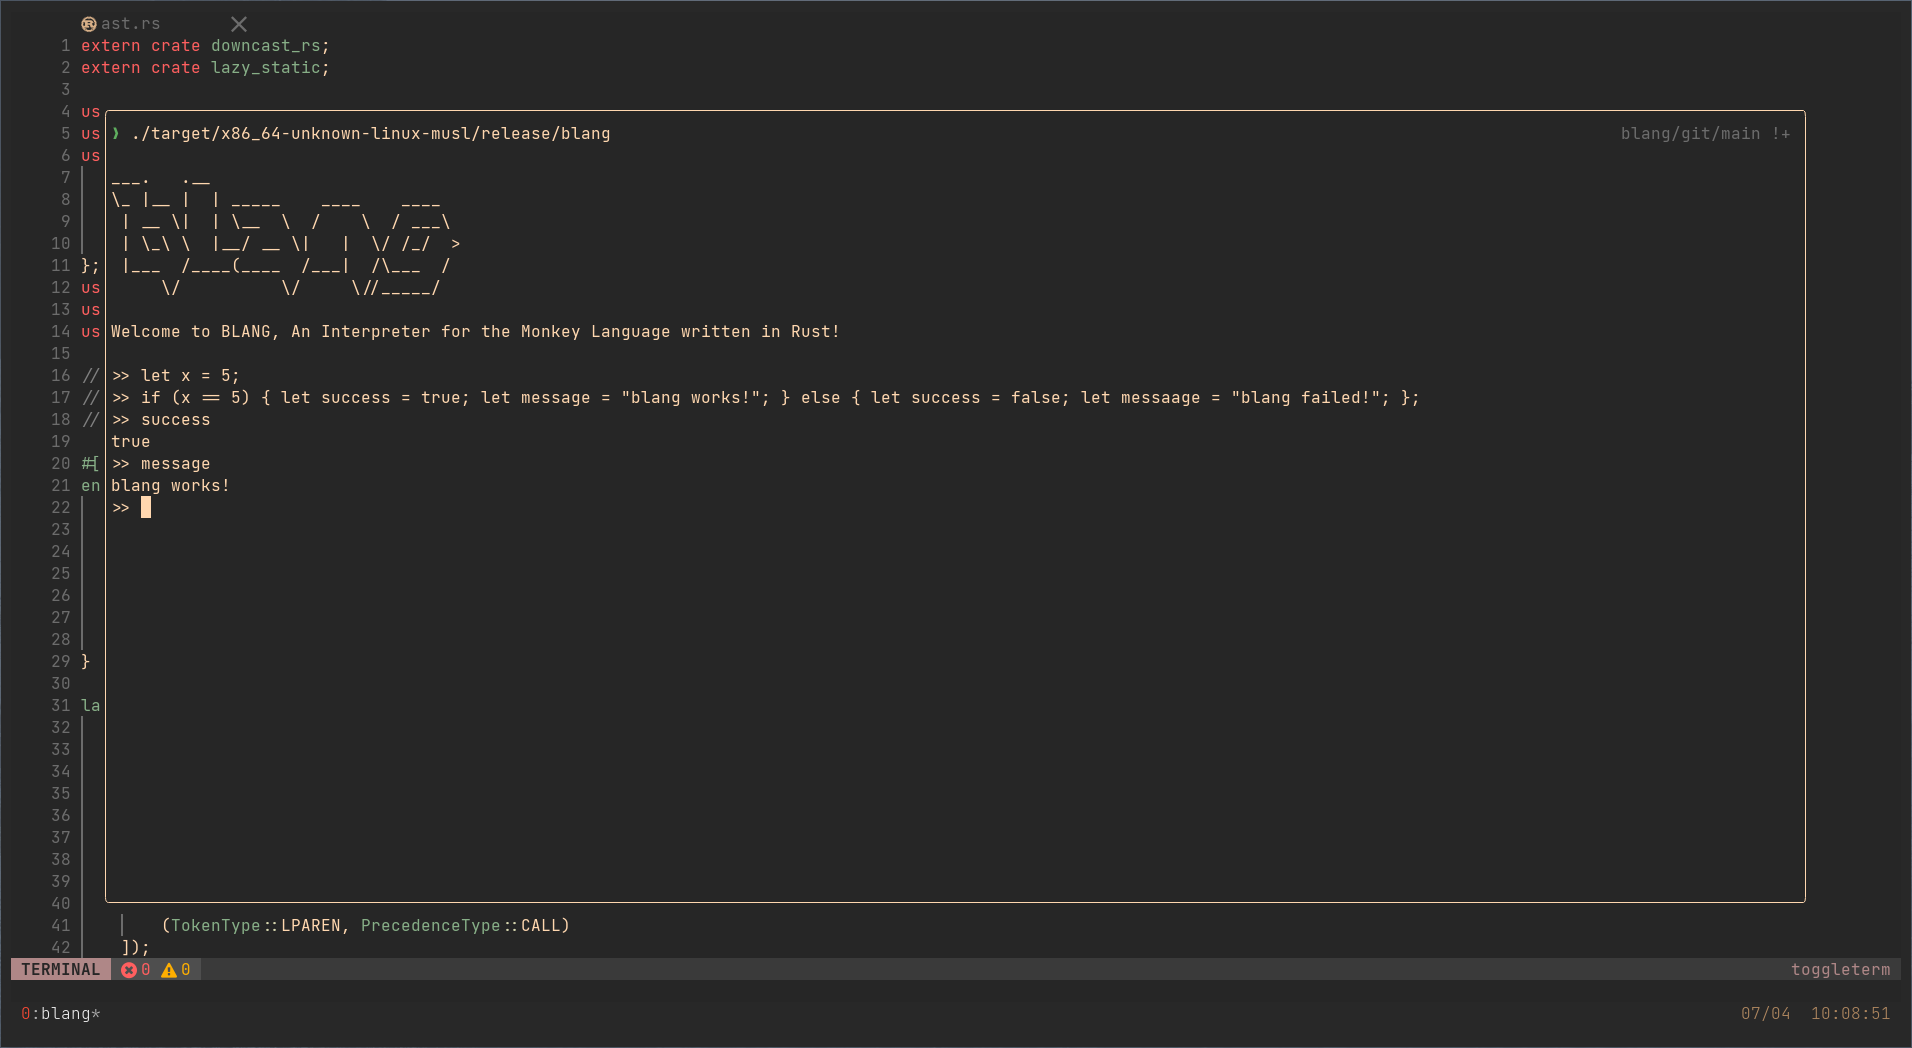 ast.rs
1 extern crate downcast_rs;
2 extern crate lazy_static;
3
4 us
5 us ❫ ./target/x86_64-unknown-linux-musl/release/blang blang/git/main !+
6 us
7 ___.   .__
8 \_ |__ |  | _____    ____    ____
9  | __ \|  | \__  \  /    \  / ___\
10  | \_\ \  |__/ __ \|   |  \/ /_/  >
11 };  |___  /____(____  /___|  /\___  /
12 us      \/          \/     \//_____/
13 us
14 us Welcome to BLANG, An Interpreter for the Monkey Language written in Rust!
15
16 // >> let x = 5;
17 // >> if (x == 5) { let success = true; let message = "blang works!"; } else { let success = false; let messaage = "blang failed!"; };
18 // >> success
19 true
20 #[ >> message
21 en blang works!
22 >>
23
24
25
26
27
28
29 }
30
31 la
32
33
34
35
36
37
38
39
40
41 (TokenType::LPAREN, PrecedenceType::CALL)
42 ]);
TERMINAL 0 0 toggleterm
0:blang* 07/04 10:08:51